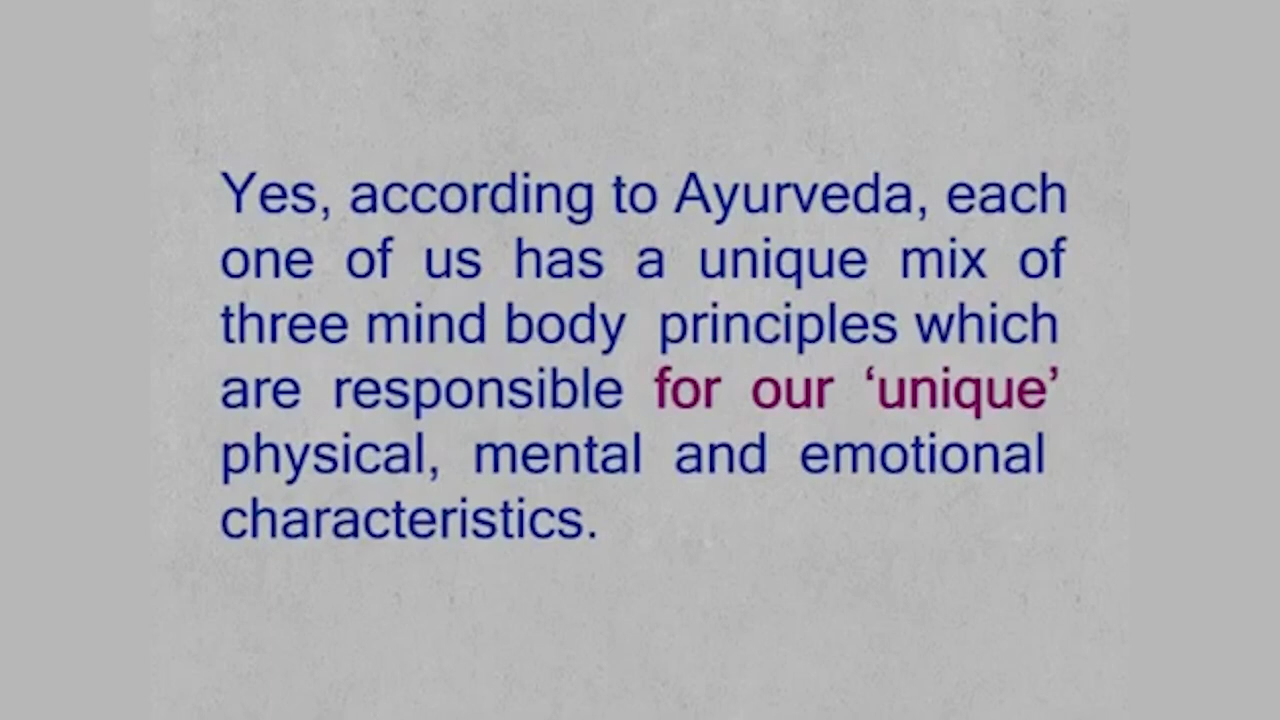 Yes, according to Ayurveda, each
one of us has a unique mix of
three mind body principles which
are responsible for our ‘unique’
physical, mental and emotional
characteristics.